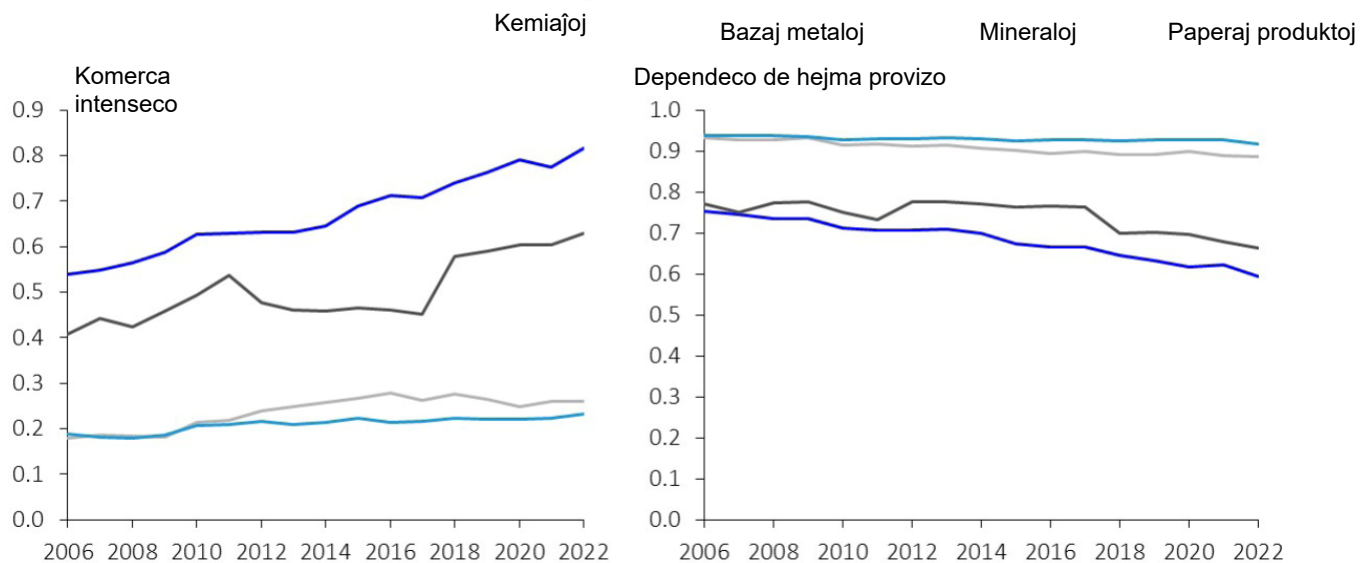 Kemiaĵoj
Bazaj metaloj
Mineraloj
Paperaj produktoj
Komerca
intenseco
0.9
0.8
0.7
0.6
0.5
0.4
0.3
0.2
0.1
0.0
2006 2008 2010 2012 2014 2016 2018 2020 2022
Dependeco de hejma provizo
1.0
0.9
0.8
0.7
0.6
0.5
0.4
0.3
0.2
0.1
0.0
2006 2008 2010 2012 2014 2016 2018 2020 2022